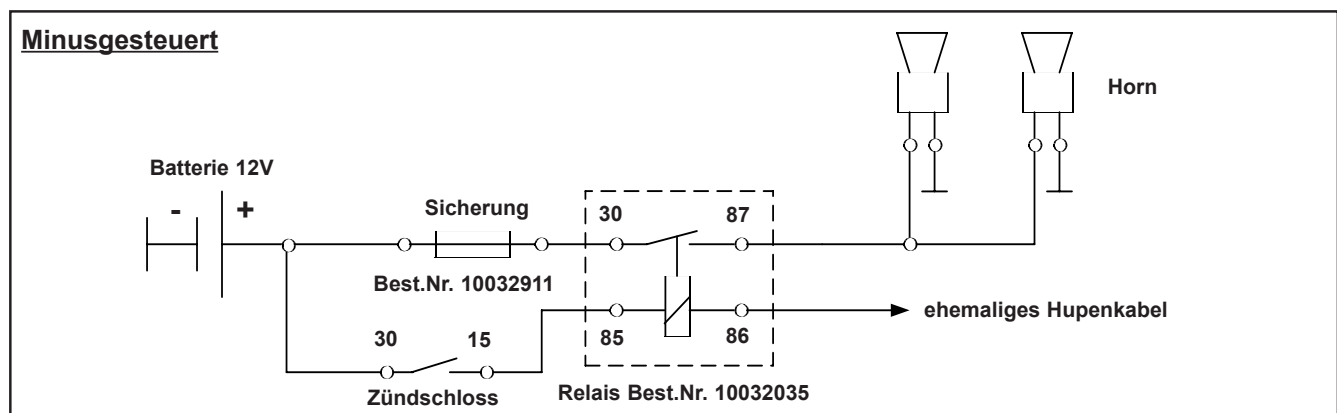 Minusgesteuert
Horn
Batterie 12V
- +
Sicherung
30 87
Best.Nr. 10032911
ehemaliges Hupenkabel
30 15
85 86
Zündschloss
Relais Best.Nr. 10032035